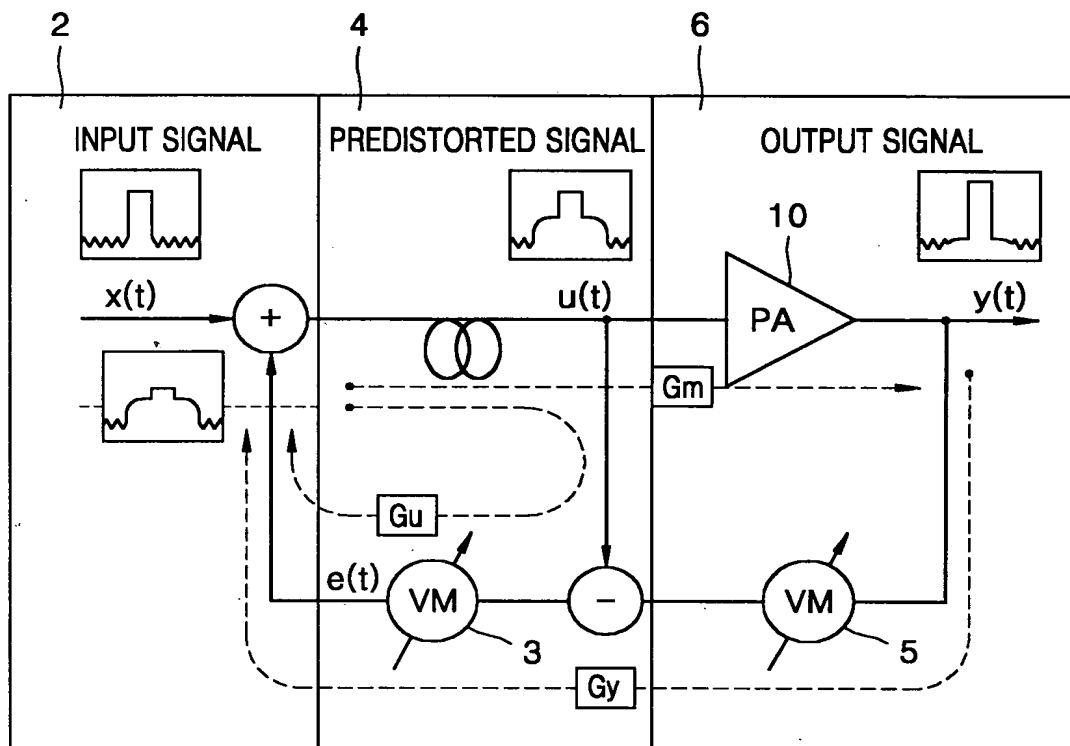 2
4
6
INPUT SIGNAL
PREDISTORTED SIGNAL
OUTPUT SIGNAL
10
x(t)
+
u(t)
PA
y(t)
Gm
Gu
e(t)
VM
−
VM
3
5
Gy